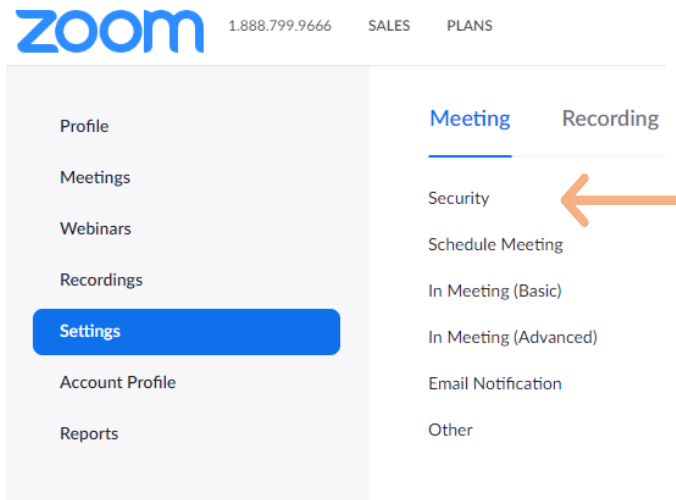 zoom 1.888.799.9666 SALES PLANS
Profile
Meetings
Webinars
Recordings
Settings
Account Profile
Reports
Meeting Recording
Security
Schedule Meeting
In Meeting (Basic)
In Meeting (Advanced)
Email Notification
Other